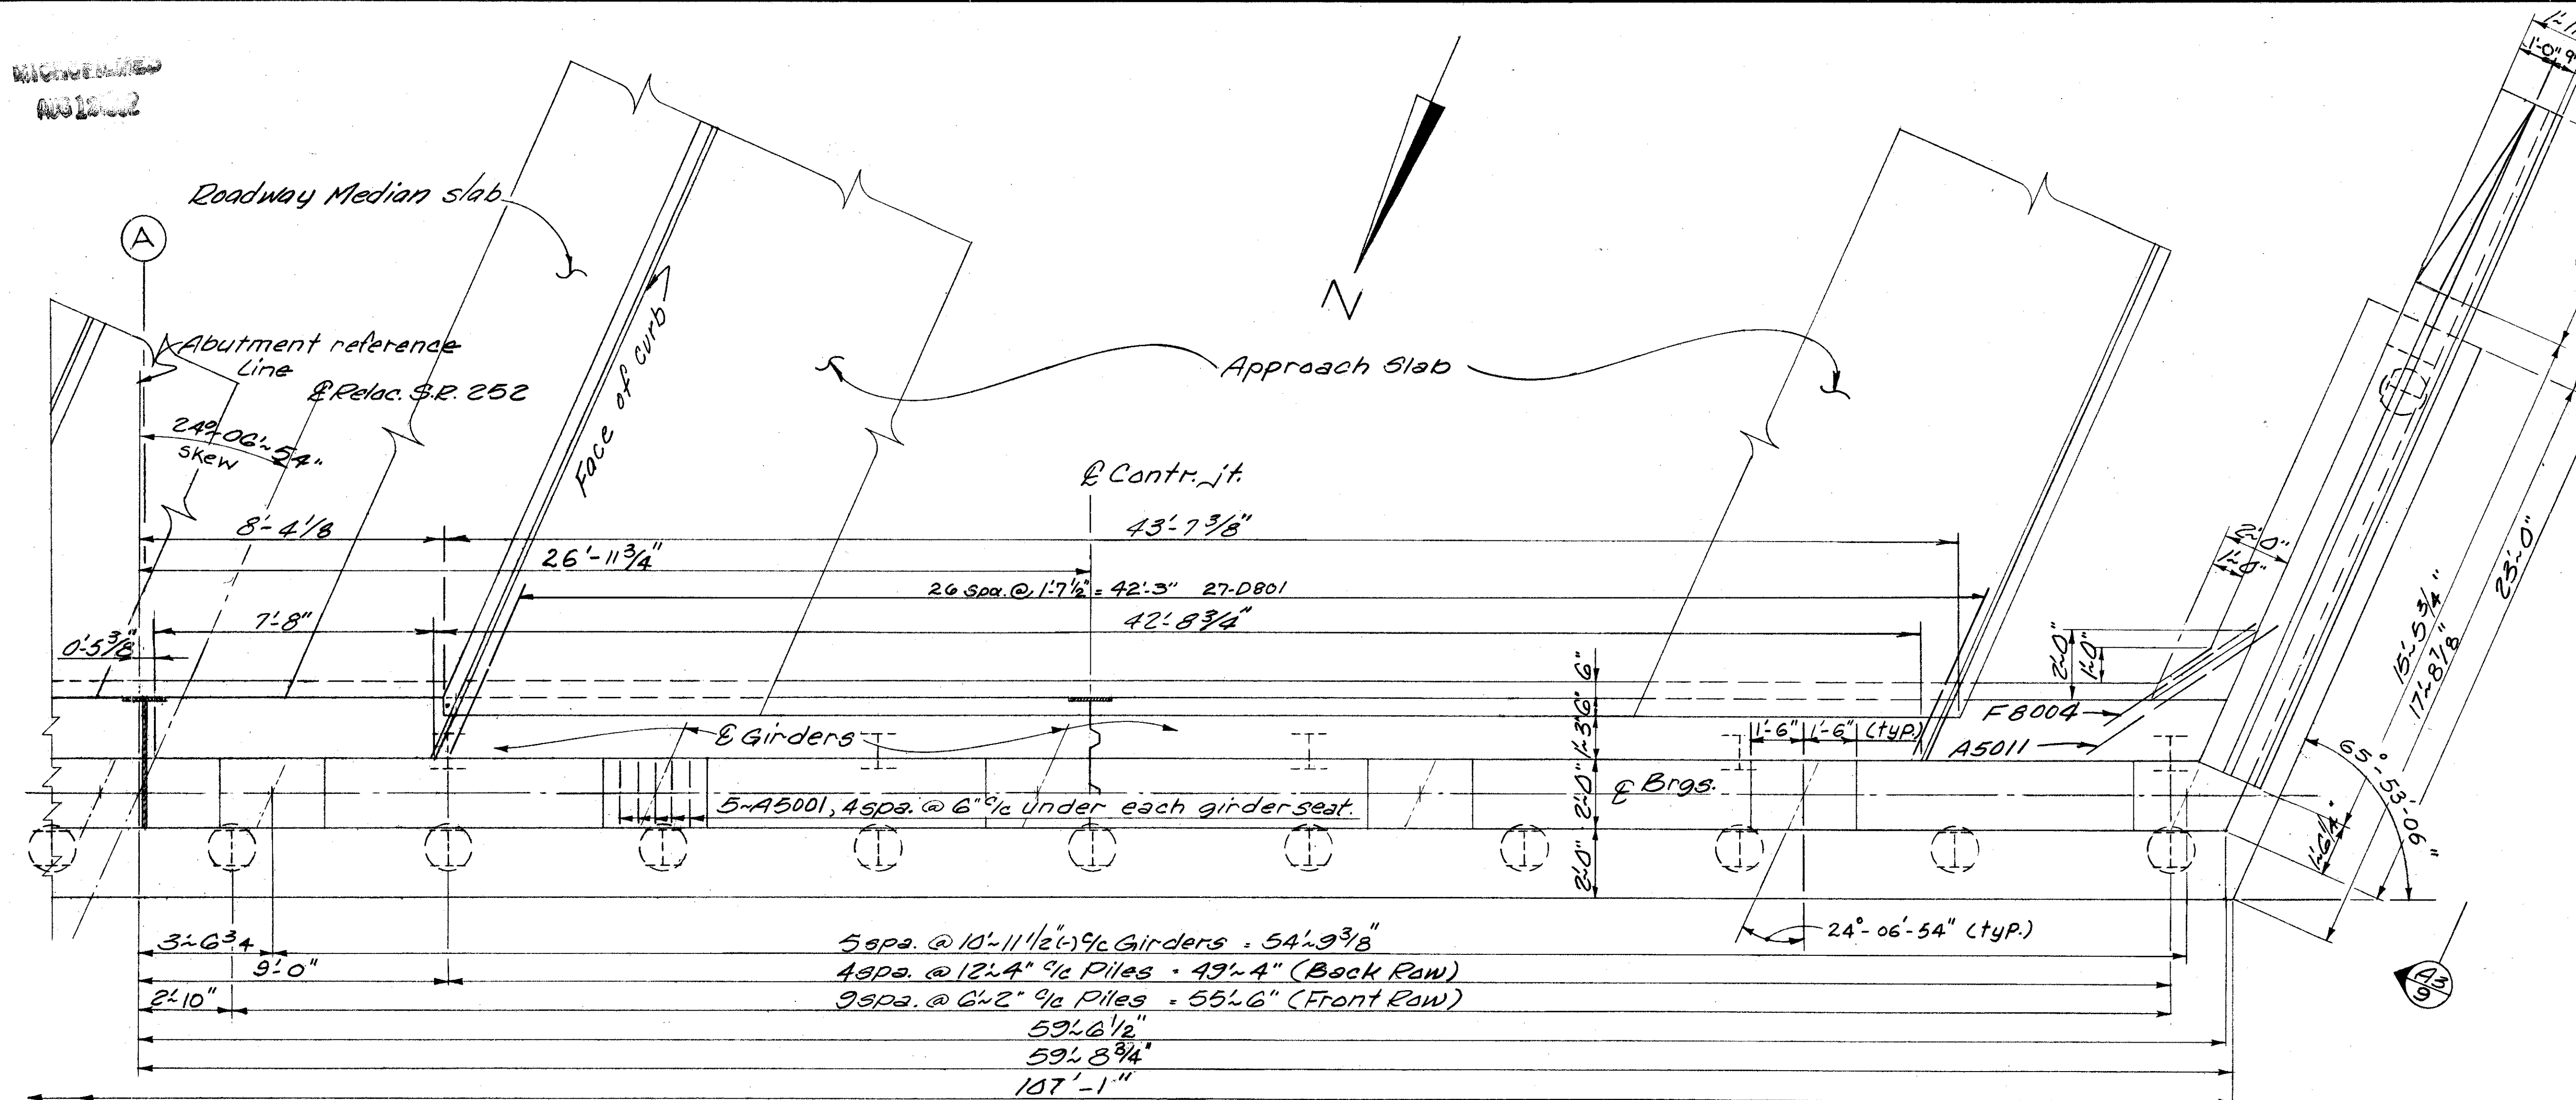 MICROFILMED
1'-0"
Roadway Median slab
A
Abutment reference
Line
℄ Reloc. S.R. 252
24°-06'-54"
skew
Face of curb
N
Approach Slab
℄ Contr. jt.
8'-4 1/8
43'-7 3/8"
26'-11 3/4"
26 spa. @ 1'-7 1/2" = 42'-3" 27-D801
7'-8"
42'-8 3/4"
0'-5 3/8"
6"
6"
1'-3"
2'-0"
2'-0"
2'-0"
1'-0"
2'-0"
1'-0"
23'-0"
15'-5 3/4"
17'-8 7/8"
F8004
A5011
℄ Girders
1'-6" 1'-6" (typ.)
℄ Brgs.
65°-53'-06"
1'-6 1/4"
5-A5001, 4 spa. @ 6" c/c under each girder seat.
24°-06'-54" (typ.)
3'-6 3/4
5 spa. @ 10'-11 1/2"(-) c/c Girders = 54'-9 3/8"
9'-0"
4 spa. @ 12'-4" c/c Piles = 49'-4" (Back Row)
2'-10"
9 spa. @ 6'-2" c/c Piles = 55'-6" (Front Row)
59'-6 1/2"
59'-8 3/4"
107'-1"
A3
9